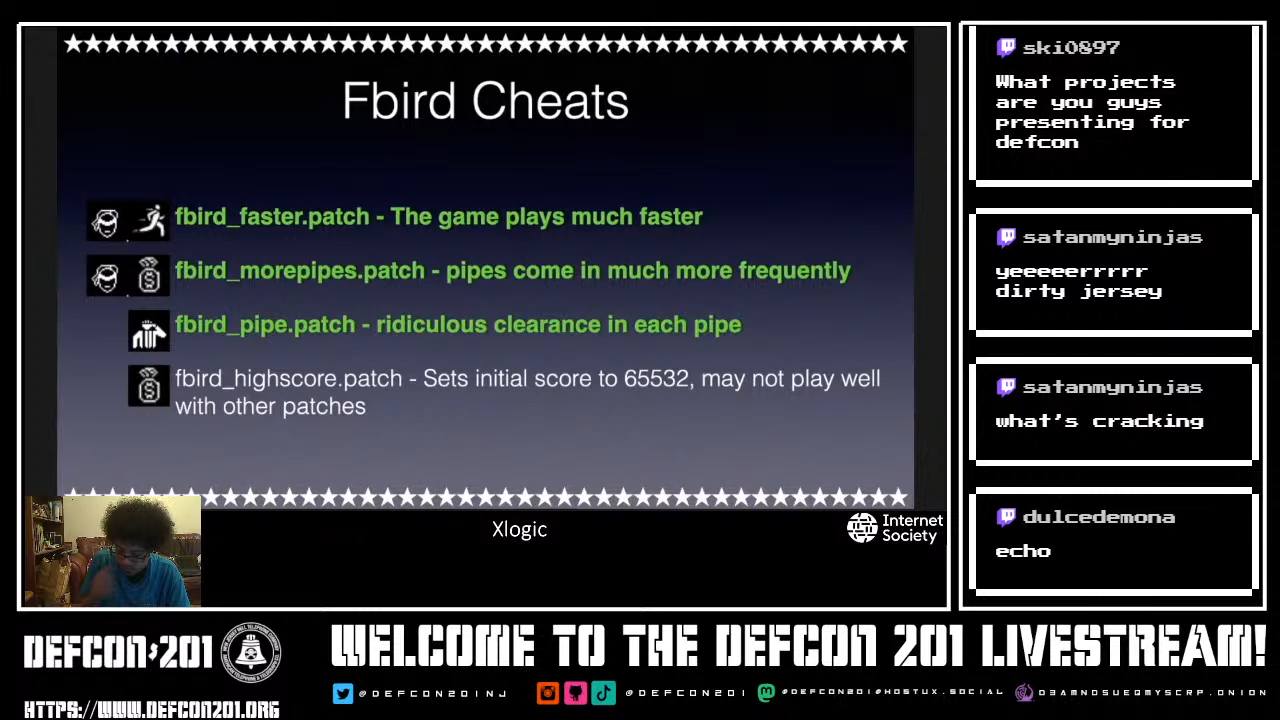 Fbird Cheats
fbird_faster.patch - The game plays much faster
fbird_morepipes.patch - pipes come in much more frequently
fbird_pipe.patch - ridiculous clearance in each pipe
fbird_highscore.patch - Sets initial score to 65532, may not play well
with other patches
Xlogic
Internet
Society
ski0897
What projects
are you guys
presenting for
defcon
satanmyninjas
yeeeeerrrrr
dirty jersey
satanmyninjas
what's cracking
dulcedemona
echo
DEFCON 201
WELCOME TO THE DEFCON 201 LIVESTREAM!
HTTPS://WWW.DEFCON201.ORG
@DEFCON201NJ
@DEFCON201
@DEFCON201@HOSTUX.SOCIAL